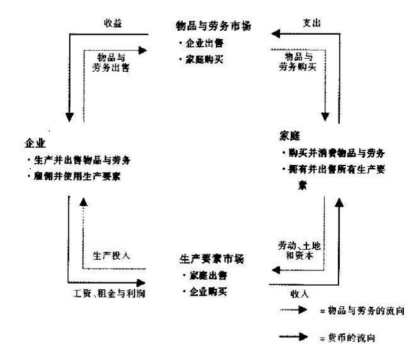 收益
物品与劳务市场
支出
·企业出售
·家庭购买
物品与
劳务出售
物品与
劳务购买
企业
·生产并出售物品与劳务
·雇佣并使用生产要素
家庭
·购买并消费物品与劳务
·拥有并出售所有生产要
素
生产投入
生产要素市场
劳动、土地
和资本
·家庭出售
·企业购买
工资、租金与利润
收入
=物品与劳务的流向
=货币的流向